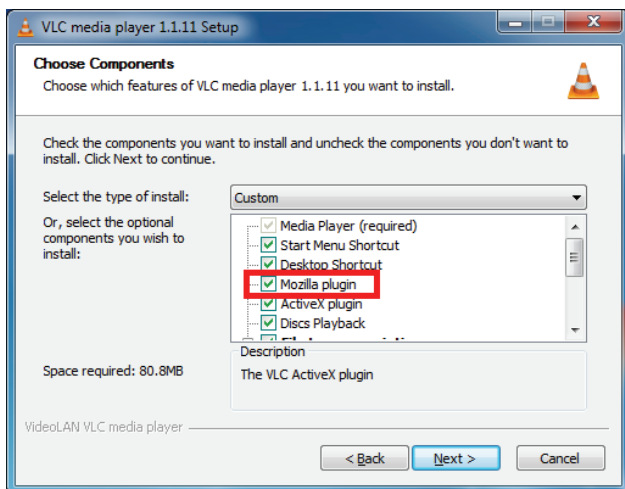 VLC media player 1.1.11 Setup
Choose Components
Choose which features of VLC media player 1.1.11 you want to install.
Check the components you want to install and uncheck the components you don't want to
install. Click Next to continue.
Select the type of install:
Custom
Or, select the optional
components you wish to
install:
Media Player (required)
Start Menu Shortcut
Desktop Shortcut
Mozilla plugin
ActiveX plugin
Discs Playback
Space required: 80.8MB
Description
The VLC ActiveX plugin
VideoLAN VLC media player
< Back
Next >
Cancel